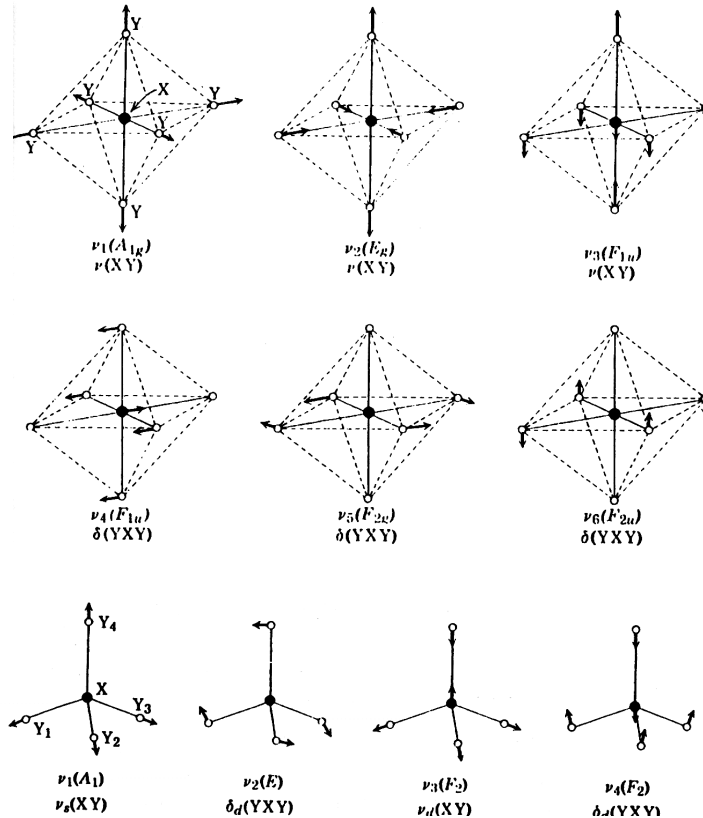 Y
Y
X
Y
Y
Y
Y
ν₁(A₁g)
ν(XY)
ν₂(Eg)
ν(XY)
ν₃(F₁u)
ν(XY)
ν₄(F₁u)
δ(YXY)
ν₅(F₂g)
δ(YXY)
ν₆(F₂u)
δ(YXY)
Y₄
X
Y₁
Y₂
Y₃
ν₁(A₁)
νs(XY)
ν₂(E)
δd(YXY)
ν₃(F₂)
νd(XY)
ν₄(F₂)
δd(YXY)